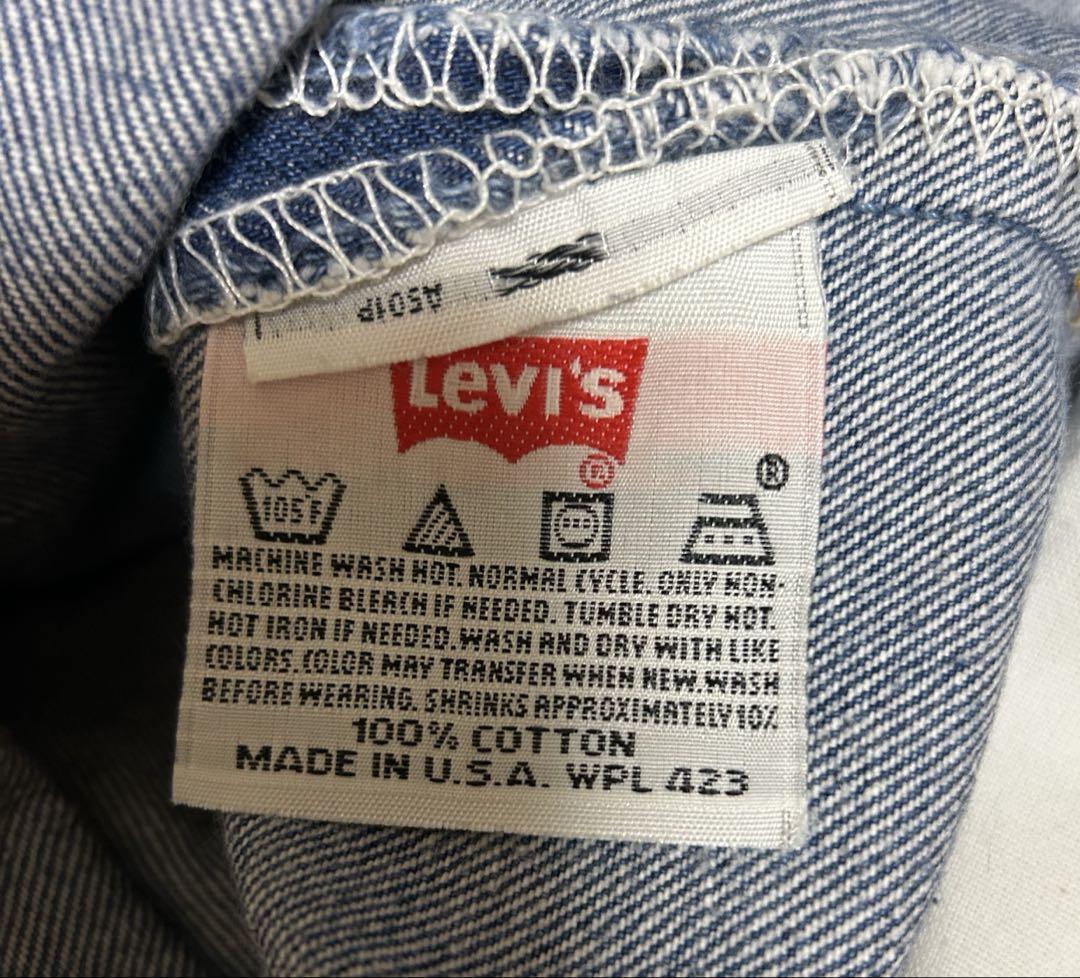 A501P
Levi's
®
®
105F
MACHINE WASH HOT. NORMAL CYCLE. ONLY NON-
CHLORINE BLEACH IF NEEDED. TUMBLE DRY HOT.
HOT IRON IF NEEDED. WASH AND DRY WITH LIKE
COLORS. COLOR MAY TRANSFER WHEN NEW. WASH
BEFORE WEARING. SHRINKS APPROXIMATELY 10%
100% COTTON
MADE IN U.S.A. WPL 423